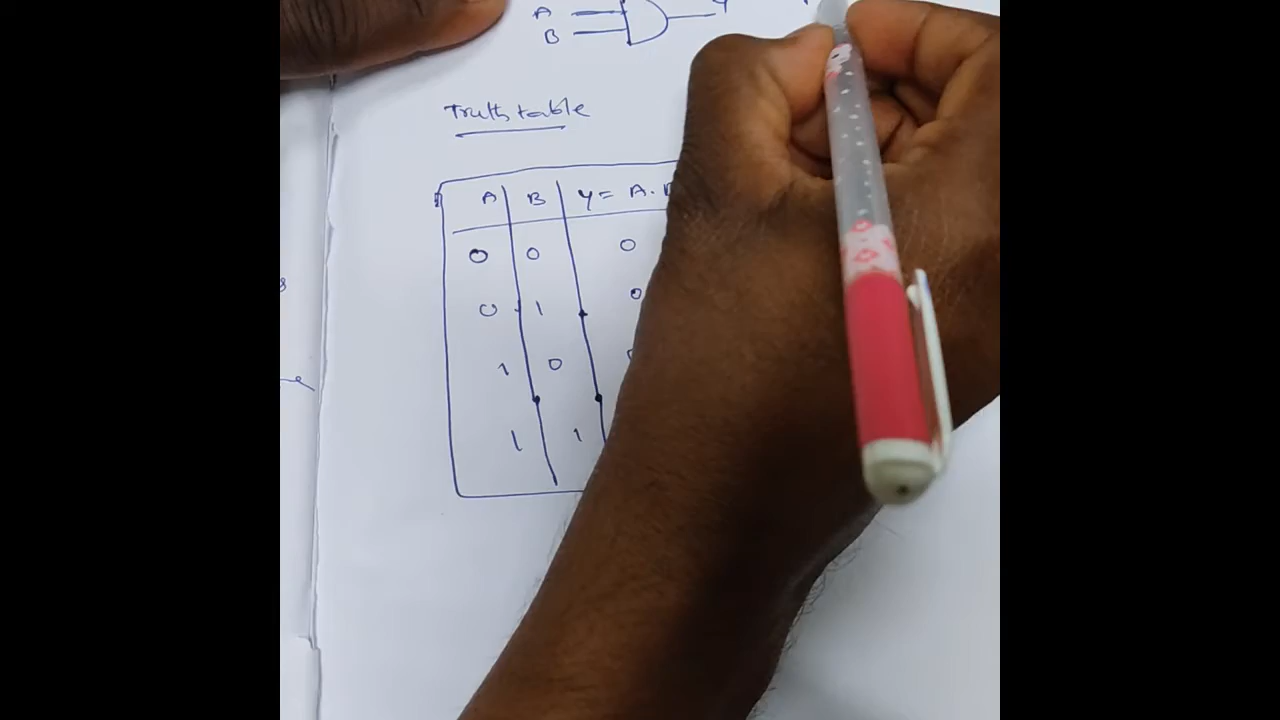 A
B
Y
Truth table
A B Y = A.
0 0 0
0 1 0
1 0
1 1